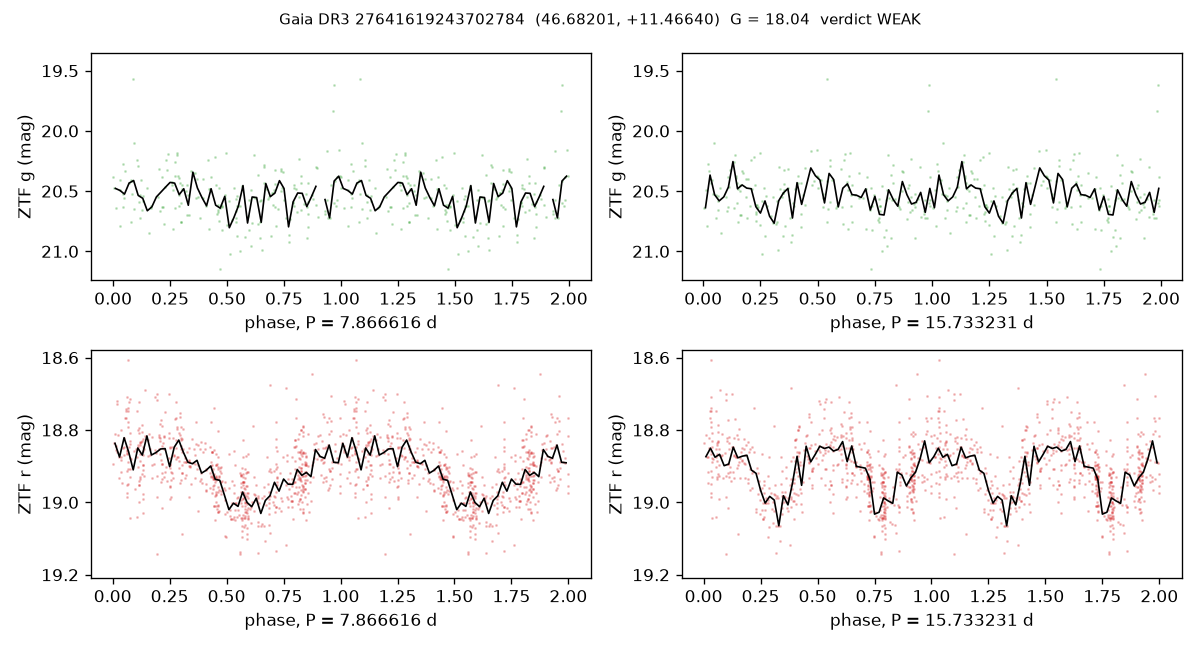 Gaia DR3 27641619243702784 (46.68201, +11.46640) G = 18.04 verdict WEAK
ZTF g (mag)
19.5
20.0
20.5
21.0
0.00 0.25 0.50 0.75 1.00 1.25 1.50 1.75 2.00
phase, P = 7.866616 d
ZTF g (mag)
19.5
20.0
20.5
21.0
0.00 0.25 0.50 0.75 1.00 1.25 1.50 1.75 2.00
phase, P = 15.733231 d
ZTF r (mag)
18.6
18.8
19.0
19.2
0.00 0.25 0.50 0.75 1.00 1.25 1.50 1.75 2.00
phase, P = 7.866616 d
ZTF r (mag)
18.6
18.8
19.0
19.2
0.00 0.25 0.50 0.75 1.00 1.25 1.50 1.75 2.00
phase, P = 15.733231 d